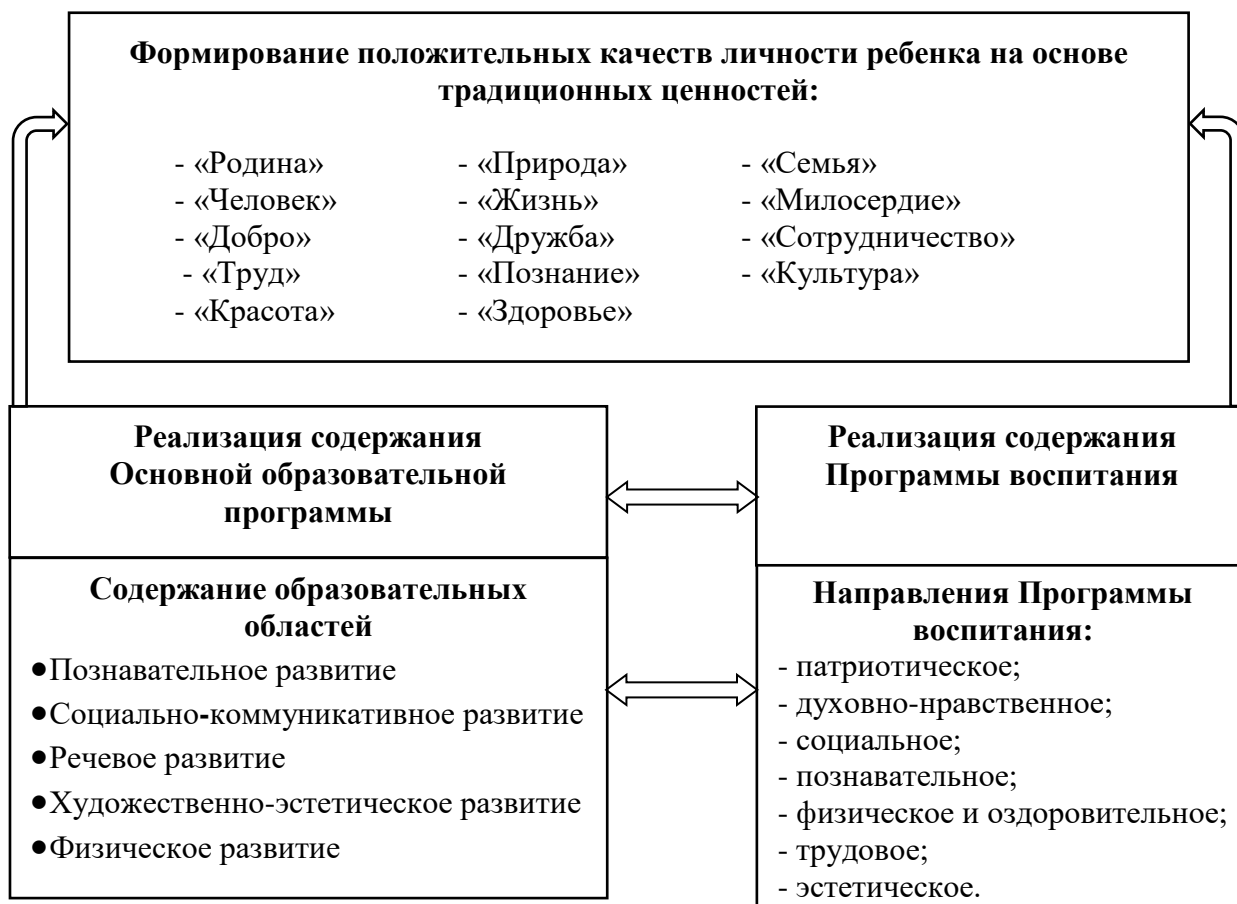 Формирование положительных качеств личности ребенка на основе
традиционных ценностей:
- «Родина» - «Природа» - «Семья»
- «Человек» - «Жизнь» - «Милосердие»
- «Добро» - «Дружба» - «Сотрудничество»
- «Труд» - «Познание» - «Культура»
- «Красота» - «Здоровье»
Реализация содержания
Основной образовательной
программы
Содержание образовательных
областей
●Познавательное развитие
●Социально-коммуникативное развитие
●Речевое развитие
●Художественно-эстетическое развитие
●Физическое развитие
Реализация содержания
Программы воспитания
Направления Программы
воспитания:
- патриотическое;
- духовно-нравственное;
- социальное;
- познавательное;
- физическое и оздоровительное;
- трудовое;
- эстетическое.